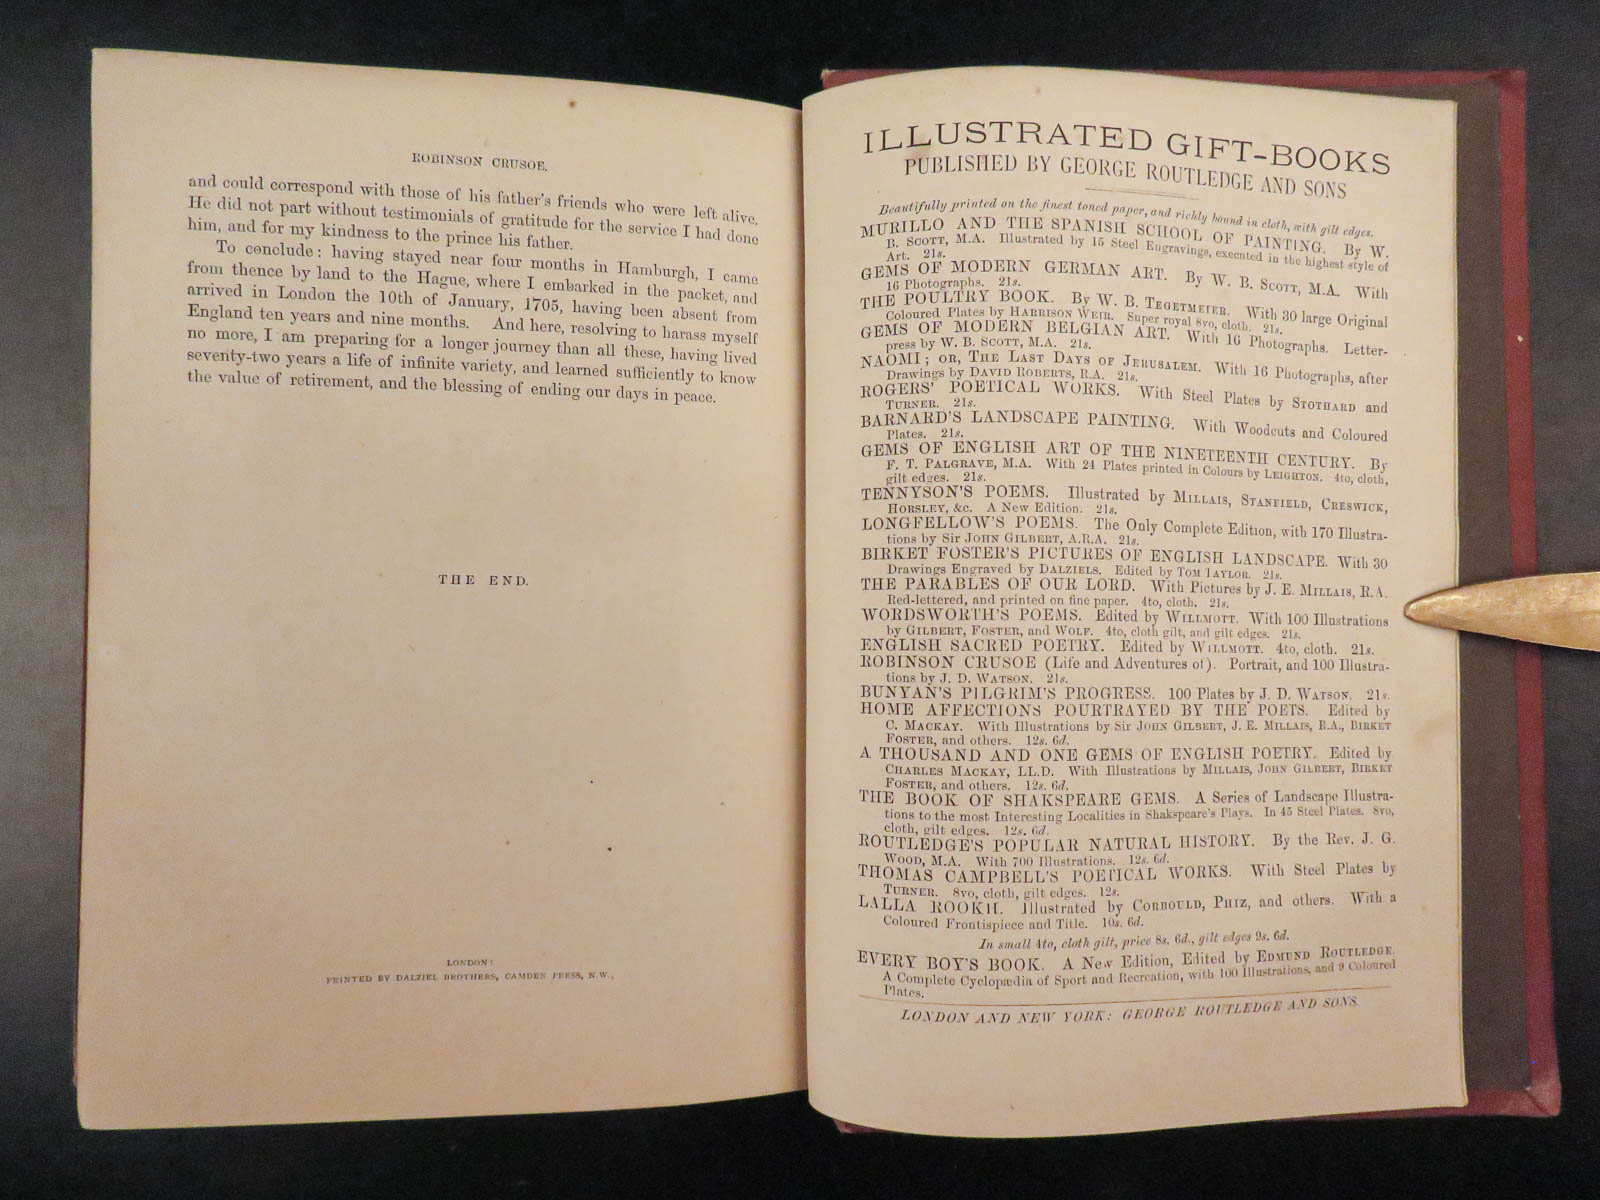 ROBINSON CRUSOE.
and could correspond with those of his father's friends who were left alive.
He did not part without testimonials of gratitude for the service I had done
him, and for my kindness to the prince his father.
To conclude: having stayed near four months in Hamburgh, I came
from thence by land to the Hague, where I embarked in the packet, and
arrived in London the 10th of January, 1705, having been absent from
England ten years and nine months. And here, resolving to harass myself
no more, I am preparing for a longer journey than all these, having lived
seventy-two years a life of infinite variety, and learned sufficiently to know
the value of retirement, and the blessing of ending our days in peace.
THE END.
LONDON:
PRINTED BY DALZIEL BROTHERS, CAMDEN PRESS, N.W.,
ILLUSTRATED GIFT-BOOKS
PUBLISHED BY GEORGE ROUTLEDGE AND SONS
Beautifully printed on the finest toned paper, and richly bound in cloth, with gilt edges.
MURILLO AND THE SPANISH SCHOOL OF PAINTING. By W.
B. SCOTT, M.A. Illustrated by 15 Steel Engravings, executed in the highest style of
Art. 21s.
GEMS OF MODERN GERMAN ART. By W. B. SCOTT, M.A. With
16 Photographs. 21s.
THE POULTRY BOOK. By W. B. TEGETMEIER. With 30 large Original
Coloured Plates by HARRISON WEIR. Super royal 8vo, cloth. 21s.
GEMS OF MODERN BELGIAN ART. With 16 Photographs. Letter-
press by W. B. SCOTT, M.A. 21s.
NAOMI; OR, THE LAST DAYS OF JERUSALEM. With 16 Photographs, after
Drawings by DAVID ROBERTS, R.A. 21s.
ROGERS' POETICAL WORKS. With Steel Plates by STOTHARD and
TURNER. 21s.
BARNARD'S LANDSCAPE PAINTING. With Woodcuts and Coloured
Plates. 21s.
GEMS OF ENGLISH ART OF THE NINETEENTH CENTURY. By
F. T. PALGRAVE, M.A. With 24 Plates printed in Colours by LEIGHTON. 4to, cloth,
gilt edges. 21s.
TENNYSON'S POEMS. Illustrated by MILLAIS, STANFIELD, CRESWICK,
HORSLEY, &c. A New Edition. 21s.
LONGFELLOW'S POEMS. The Only Complete Edition, with 170 Illustra-
tions by Sir JOHN GILBERT, A.R.A. 21s.
BIRKET FOSTER'S PICTURES OF ENGLISH LANDSCAPE. With 30
Drawings Engraved by DALZIELS. Edited by TOM TAYLOR. 21s.
THE PARABLES OF OUR LORD. With Pictures by J. E. MILLAIS, R.A.
Red-lettered, and printed on fine paper. 4to, cloth. 21s.
WORDSWORTH'S POEMS. Edited by WILLMOTT. With 100 Illustrations
by GILBERT, FOSTER, and WOLF. 4to, cloth gilt, and gilt edges. 21s.
ENGLISH SACRED POETRY. Edited by WILLMOTT. 4to, cloth. 21s.
ROBINSON CRUSOE (Life and Adventures of). Portrait, and 100 Illustra-
tions by J. D. WATSON. 21s.
BUNYAN'S PILGRIM'S PROGRESS. 100 Plates by J. D. WATSON. 21s.
HOME AFFECTIONS POURTRAYED BY THE POETS. Edited by
C. MACKAY. With Illustrations by Sir JOHN GILBERT, J. E. MILLAIS, R.A., BIRKET
FOSTER, and others. 12s. 6d.
A THOUSAND AND ONE GEMS OF ENGLISH POETRY. Edited by
CHARLES MACKAY, LL.D. With Illustrations by MILLAIS, JOHN GILBERT, BIRKET
FOSTER, and others. 12s. 6d.
THE BOOK OF SHAKSPEARE GEMS. A Series of Landscape Illustra-
tions to the most Interesting Localities in Shakspeare's Plays. In 45 Steel Plates. 8vo,
cloth, gilt edges. 12s. 6d.
ROUTLEDGE'S POPULAR NATURAL HISTORY. By the Rev. J. G.
WOOD, M.A. With 700 Illustrations. 12s. 6d.
THOMAS CAMPBELL'S POETICAL WORKS. With Steel Plates by
TURNER. 8vo, cloth, gilt edges. 12s.
LALLA ROOKH. Illustrated by CORBOULD, PHIZ, and others. With a
Coloured Frontispiece and Title. 10s. 6d.
In small 4to, cloth gilt, price 8s. 6d., gilt edges 9s. 6d.
EVERY BOY'S BOOK. A New Edition, Edited by EDMUND ROUTLEDGE.
A Complete Cyclopædia of Sport and Recreation, with 100 Illustrations, and 9 Coloured
Plates.
LONDON AND NEW YORK: GEORGE ROUTLEDGE AND SONS.